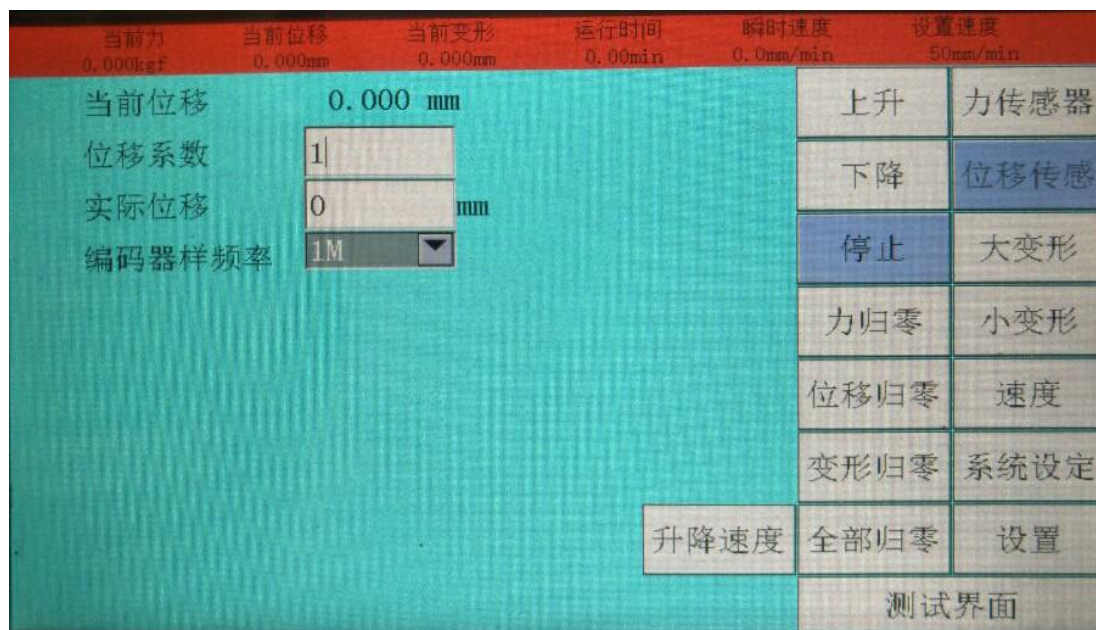 当前力 当前位移 当前变形 运行时间 瞬时速度 设置速度
0.000kgf 0.000mm 0.000mm 0.00min 0.0mm/min 50mm/min
当前位移 0.000 mm
位移系数 1
实际位移 0 mm
编码器样频率 1M
上升 力传感器
下降 位移传感
停止 大变形
力归零 小变形
位移归零 速度
变形归零 系统设定
升降速度 全部归零 设置
测试界面